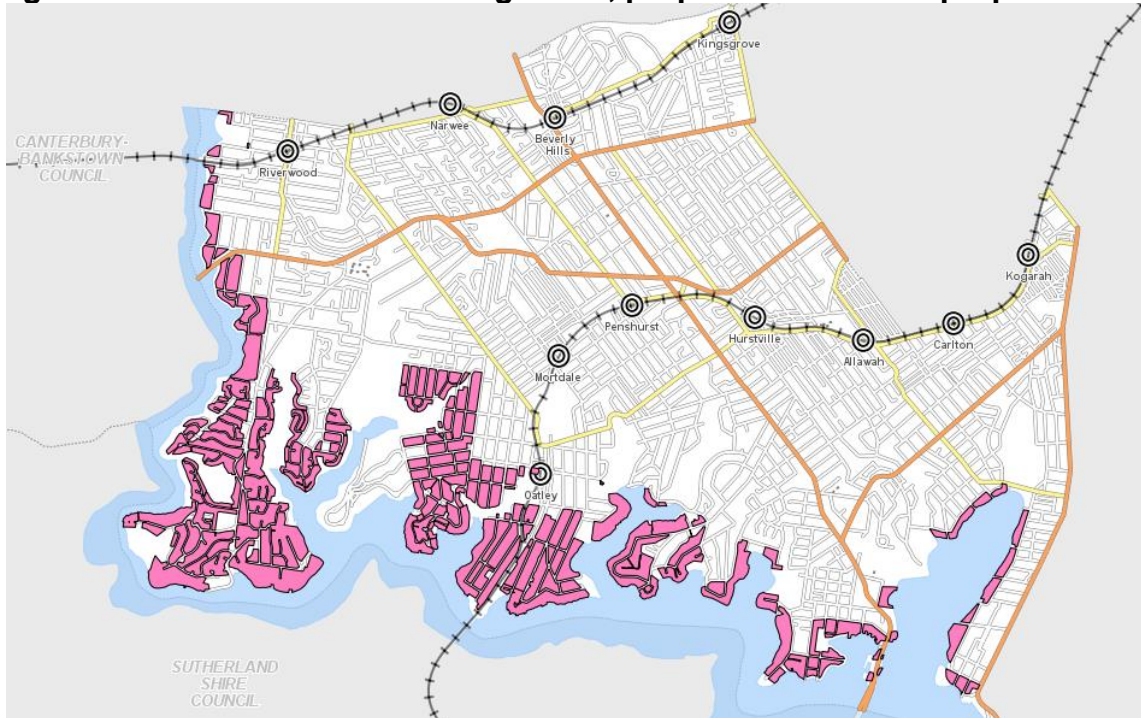 Kingsgrove
Narwee
Beverly
Hills
CANTERBURY-
BANKSTOWN
COUNCIL
Riverwood
Kogarah
Penshurst
Hurstville
Carlton
Allawah
Mortdale
Oatley
SUTHERLAND
SHIRE
COUNCIL